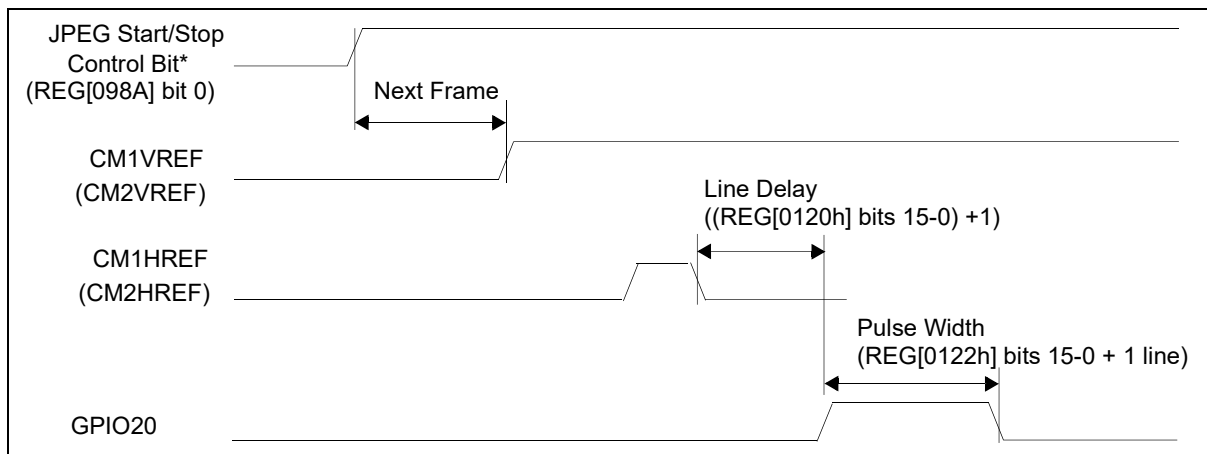 JPEG Start/Stop
Control Bit*
(REG[098A] bit 0)
Next Frame
CM1VREF
(CM2VREF)
Line Delay
((REG[0120h] bits 15-0) +1)
CM1HREF
(CM2HREF)
Pulse Width
(REG[0122h] bits 15-0 + 1 line)
GPIO20